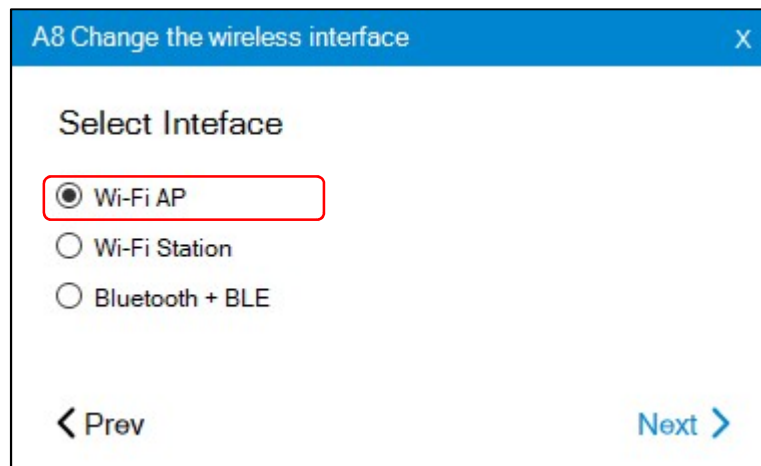 A8 Change the wireless interface X
Select Inteface
Wi-Fi AP
Wi-Fi Station
Bluetooth + BLE
Prev Next